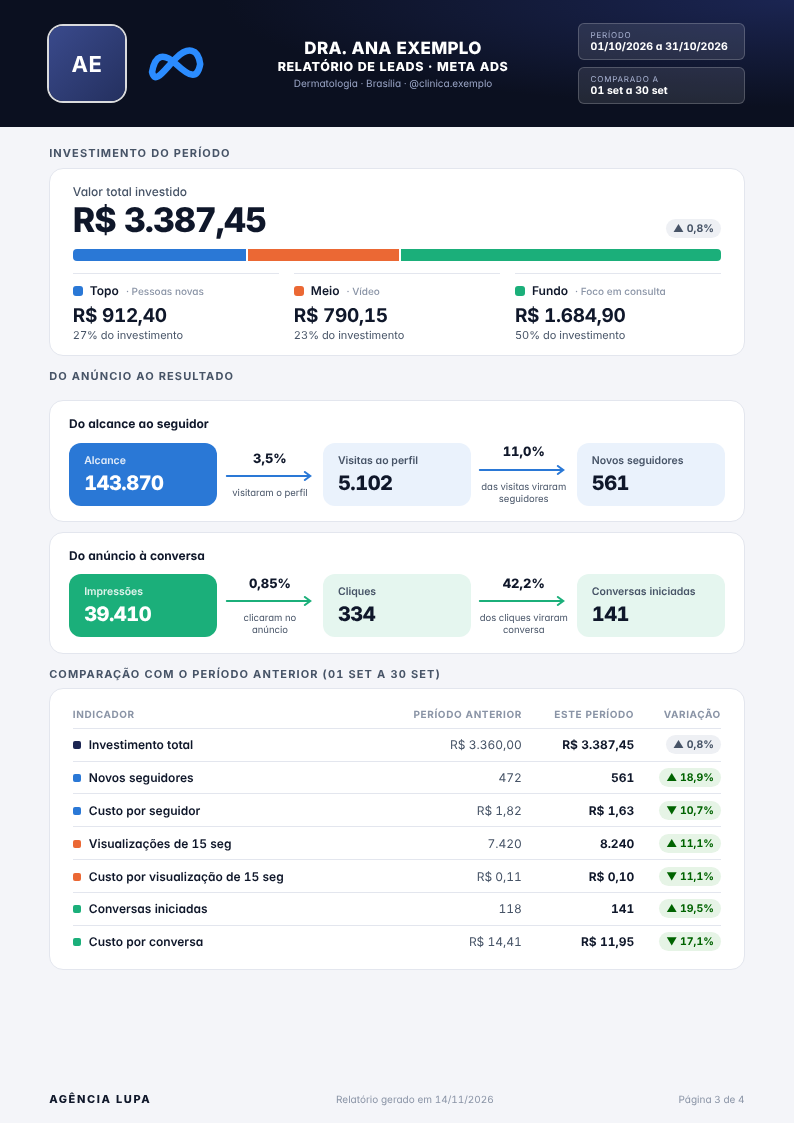 AE
DRA. ANA EXEMPLO
RELATÓRIO DE LEADS · META ADS
Dermatologia · Brasília · @clinica.exemplo
PERÍODO
01/10/2026 a 31/10/2026
COMPARADO A
01 set a 30 set
INVESTIMENTO DO PERÍODO
Valor total investido
R$ 3.387,45
▲ 0,8%
Topo · Pessoas novas
R$ 912,40
27% do investimento
Meio · Vídeo
R$ 790,15
23% do investimento
Fundo · Foco em consulta
R$ 1.684,90
50% do investimento
DO ANÚNCIO AO RESULTADO
Do alcance ao seguidor
Alcance
143.870
3,5%
visitaram o perfil
Visitas ao perfil
5.102
11,0%
das visitas viraram
seguidores
Novos seguidores
561
Do anúncio à conversa
Impressões
39.410
0,85%
clicaram no
anúncio
Cliques
334
42,2%
dos cliques viraram
conversa
Conversas iniciadas
141
COMPARAÇÃO COM O PERÍODO ANTERIOR (01 SET A 30 SET)
INDICADOR PERÍODO ANTERIOR ESTE PERÍODO VARIAÇÃO
Investimento total R$ 3.360,00 R$ 3.387,45 ▲ 0,8%
Novos seguidores 472 561 ▲ 18,9%
Custo por seguidor R$ 1,82 R$ 1,63 ▼ 10,7%
Visualizações de 15 seg 7.420 8.240 ▲ 11,1%
Custo por visualização de 15 seg R$ 0,11 R$ 0,10 ▼ 11,1%
Conversas iniciadas 118 141 ▲ 19,5%
Custo por conversa R$ 14,41 R$ 11,95 ▼ 17,1%
AGÊNCIA LUPA
Relatório gerado em 14/11/2026
Página 3 de 4